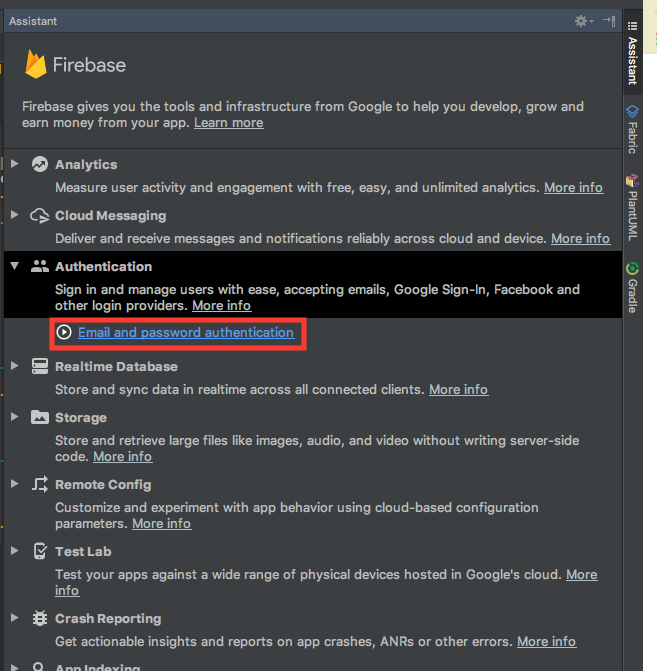 Assistant
Firebase
Firebase gives you the tools and infrastructure from Google to help you develop, grow and
earn money from your app. Learn more
Analytics
Measure user activity and engagement with free, easy, and unlimited analytics. More info
Cloud Messaging
Deliver and receive messages and notifications reliably across cloud and device. More info
Authentication
Sign in and manage users with ease, accepting emails, Google Sign-In, Facebook and
other login providers. More info
Email and password authentication
Realtime Database
Store and sync data in realtime across all connected clients. More info
Storage
Store and retrieve large files like images, audio, and video without writing server-side
code. More info
Remote Config
Customize and experiment with app behavior using cloud-based configuration
parameters. More info
Test Lab
Test your apps against a wide range of physical devices hosted in Google's cloud. More
info
Crash Reporting
Get actionable insights and reports on app crashes, ANRs or other errors. More info
App Indexing
Assistant
Fabric
PlantUML
Gradle